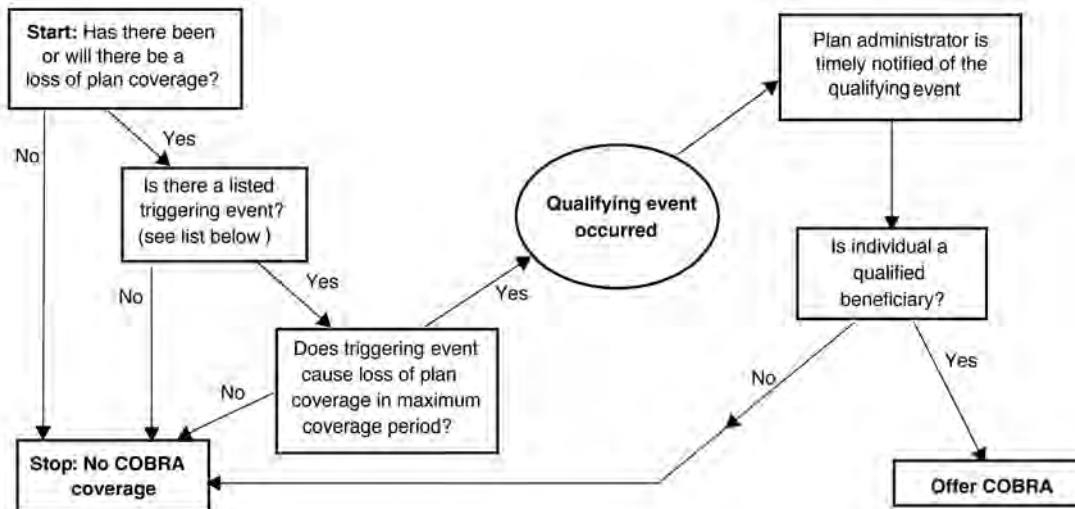 Start: Has there been
or will there be a
loss of plan coverage?
No
Yes
Is there a listed
triggering event?
(see list below)
No
Yes
Does triggering event
cause loss of plan
coverage in maximum
coverage period?
No
Yes
Stop: No COBRA
coverage
Qualifying event
occurred
Plan administrator is
timely notified of the
qualifying event
Is individual a
qualified
beneficiary?
No
Yes
Offer COBRA